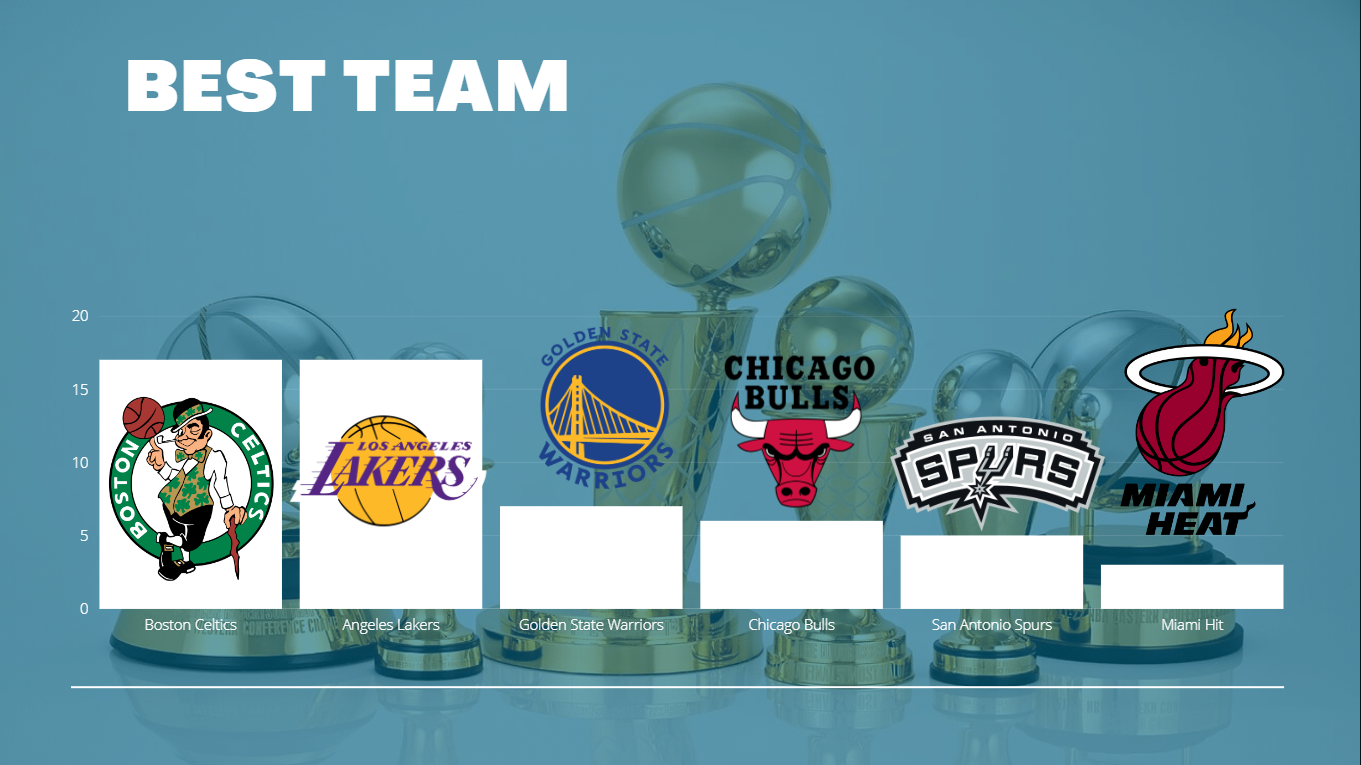 BEST TEAM
20
15
10
5
0
BOSTON CELTICS
LOS ANGELES
LAKERS
GOLDEN STATE
WARRIORS
CHICAGO
BULLS
SAN ANTONIO
SPURS
MIAMI
HEAT
Boston Celtics
Angeles Lakers
Golden State Warriors
Chicago Bulls
San Antonio Spurs
Miami Hit